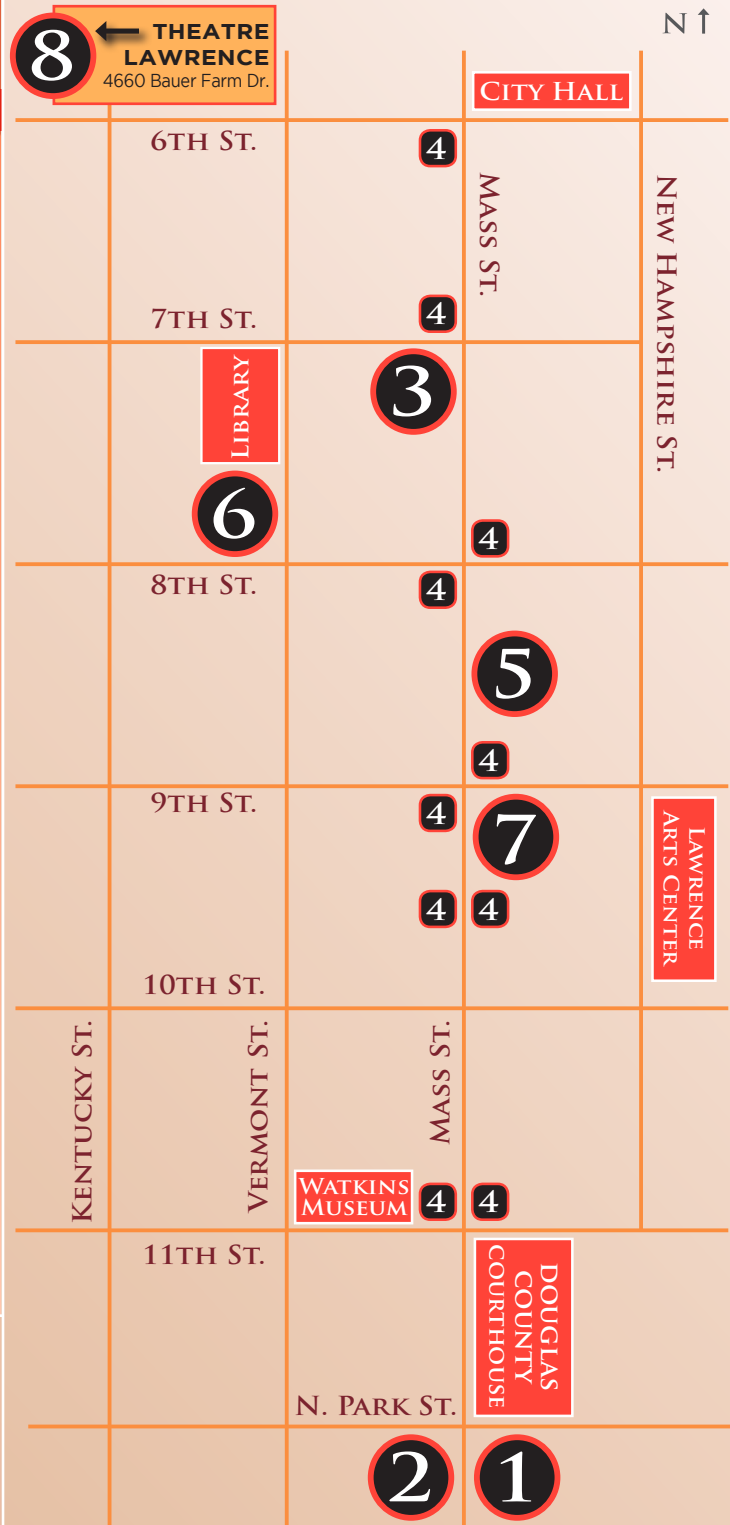 8
THEATRE
LAWRENCE
4660 Bauer Farm Dr.
N
CITY HALL
6TH ST.
4
MASS ST.
NEW HAMPSHIRE ST.
7TH ST.
4
LIBRARY
3
6
4
8TH ST.
4
5
4
9TH ST.
4
7
LAWRENCE
ARTS CENTER
4
4
10TH ST.
KENTUCKY ST.
VERMONT ST.
MASS ST.
WATKINS
MUSEUM
4
4
11TH ST.
DOUGLAS
COUNTY
COURTHOUSE
N. PARK ST.
2
1